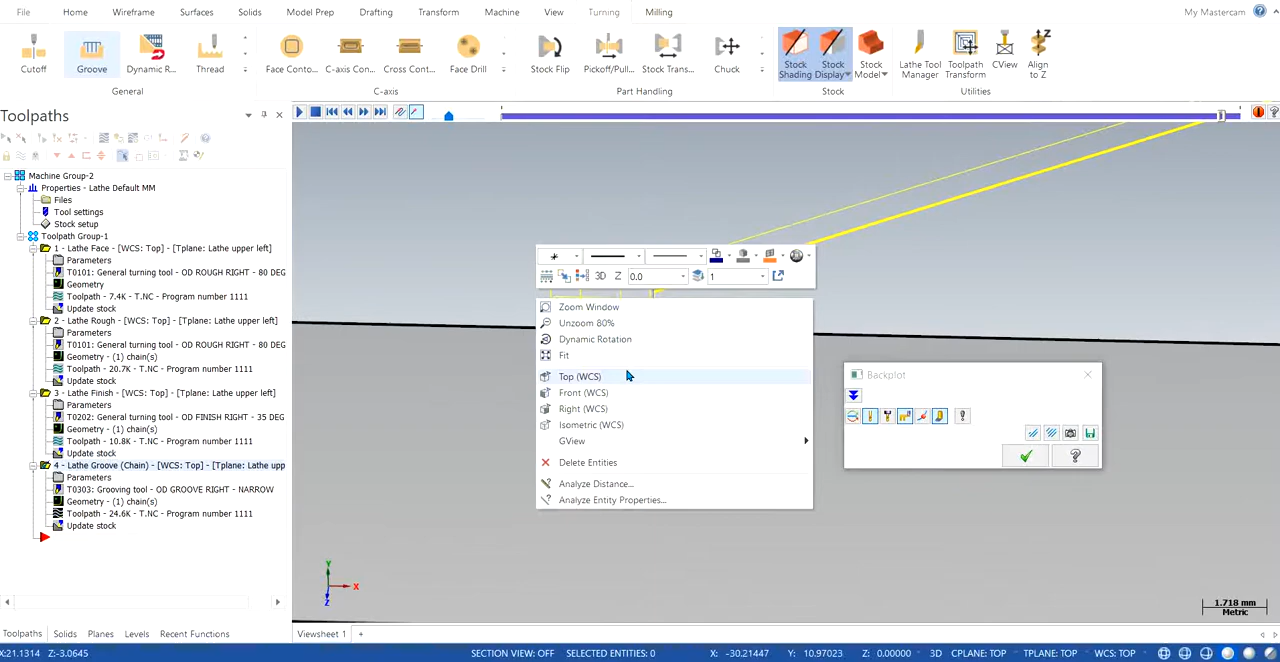 File Home Wireframe Surfaces Solids Model Prep Drafting Transform Machine View Turning Milling My Mastercam
Cutoff Groove Dynamic R... Thread Face Conto... C-axis Con... Cross Cont... Face Drill Stock Flip Pickoff/Pull... Stock Trans... Chuck Stock Shading Stock Display Stock Model Lathe Tool Manager Toolpath Transform CView Align to Z
General C-axis Part Handling Stock Utilities
Toolpaths
Machine Group-2
Properties - Lathe Default MM
Files
Tool settings
Stock setup
Toolpath Group-1
1 - Lathe Face - [WCS: Top] - [Tplane: Lathe upper left]
Parameters
T0101: General turning tool - OD ROUGH RIGHT - 80 DEG
Geometry
Toolpath - 7.4K - T.NC - Program number 1111
Update stock
2 - Lathe Rough - [WCS: Top] - [Tplane: Lathe upper left]
Parameters
T0101: General turning tool - OD ROUGH RIGHT - 80 DEG
Geometry - (1) chain(s)
Toolpath - 20.7K - T.NC - Program number 1111
Update stock
3 - Lathe Finish - [WCS: Top] - [Tplane: Lathe upper left]
Parameters
T0202: General turning tool - OD FINISH RIGHT - 35 DEG
Geometry - (1) chain(s)
Toolpath - 10.8K - T.NC - Program number 1111
Update stock
4 - Lathe Groove (Chain) - [WCS: Top] - [Tplane: Lathe upp
Parameters
T0303: Grooving tool - OD GROOVE RIGHT - NARROW
Geometry - (1) chain(s)
Toolpath - 24.6K - T.NC - Program number 1111
Update stock
3D Z 0.0 1
Zoom Window
Unzoom 80%
Dynamic Rotation
Fit
Top (WCS)
Front (WCS)
Right (WCS)
Isometric (WCS)
GView
Delete Entities
Analyze Distance...
Analyze Entity Properties...
Backplot
Y
X
Z
1.718 mm
Metric
Toolpaths Solids Planes Levels Recent Functions Viewsheet 1 +
X:21.1314 Z:-3.0645 SECTION VIEW: OFF SELECTED ENTITIES: 0 X: -30.21447 Y: 10.97023 Z: 0.00000 3D CPLANE: TOP TPLANE: TOP WCS: TOP